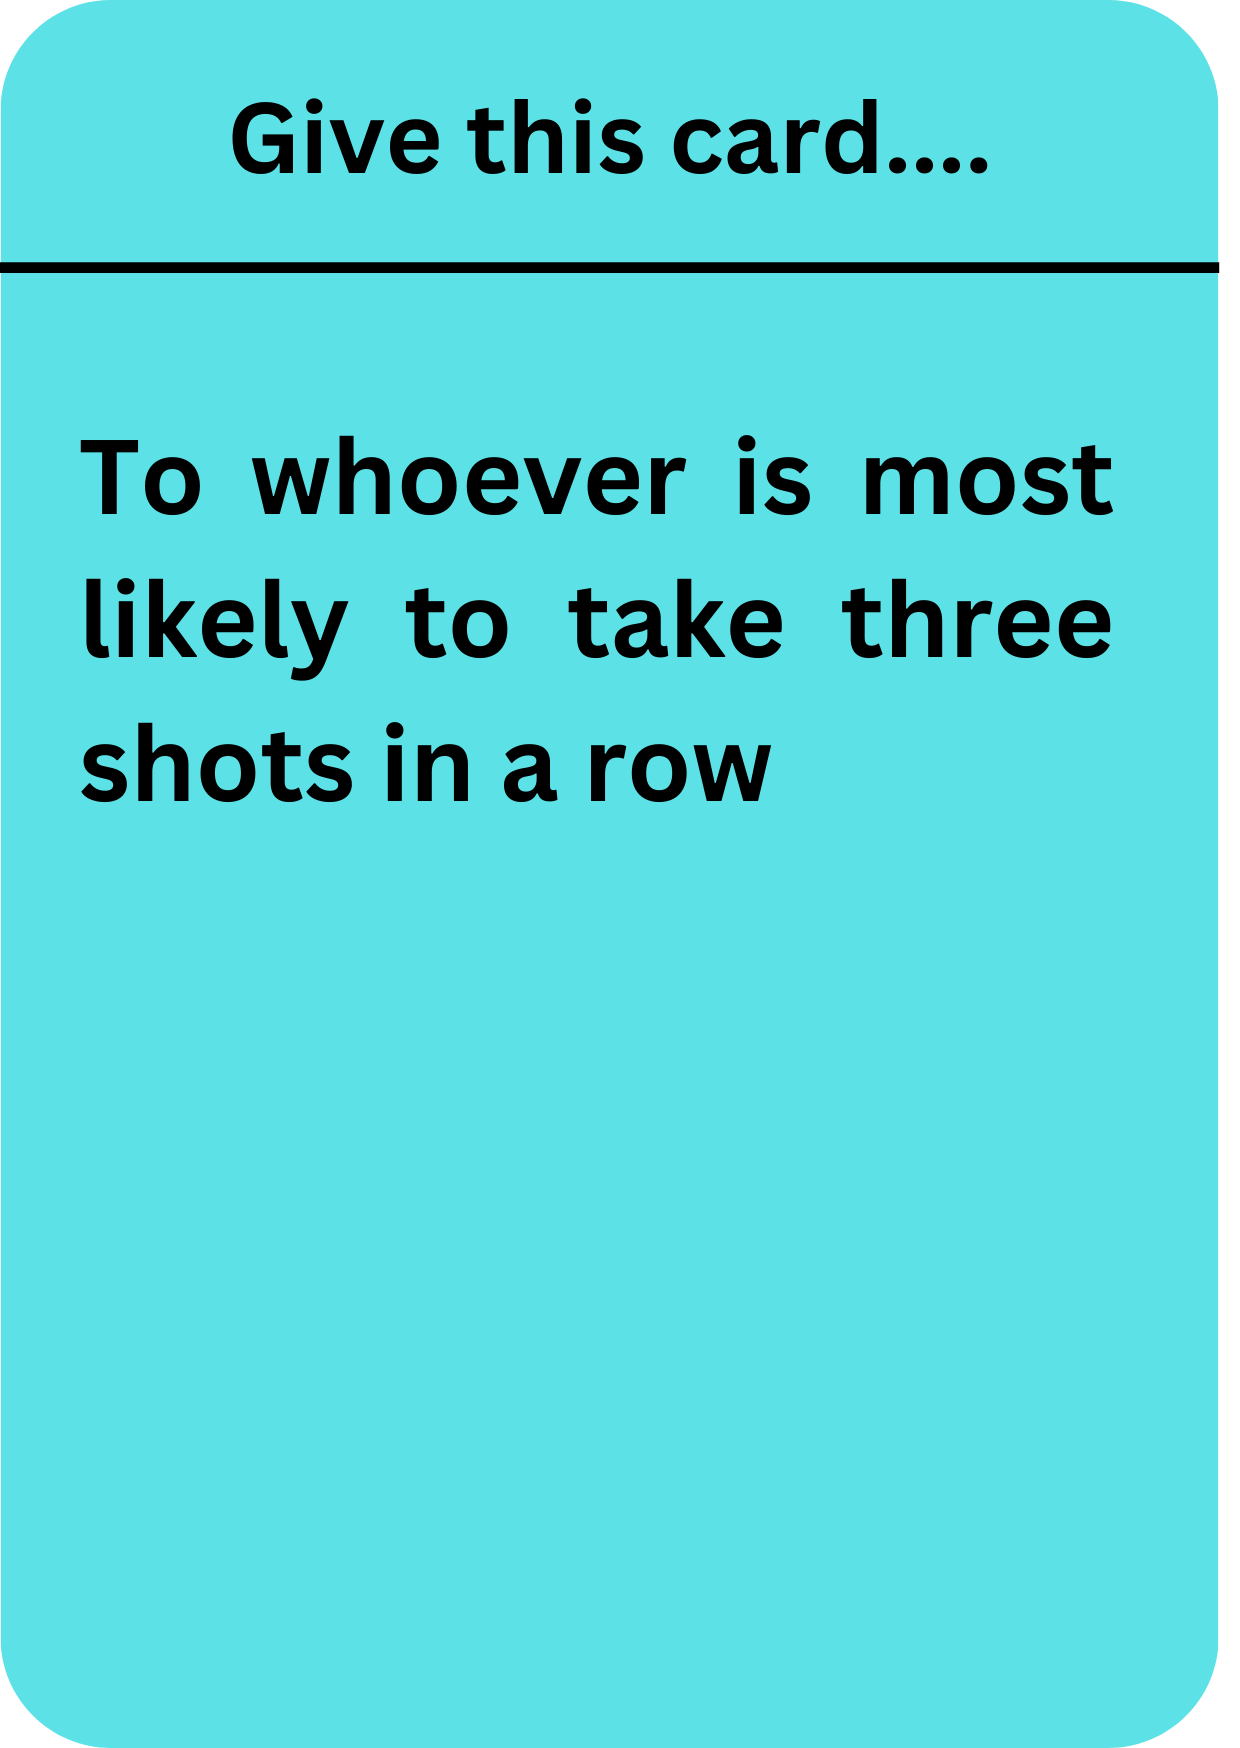 Give this card....
To whoever is most
likely to take three
shots in a row